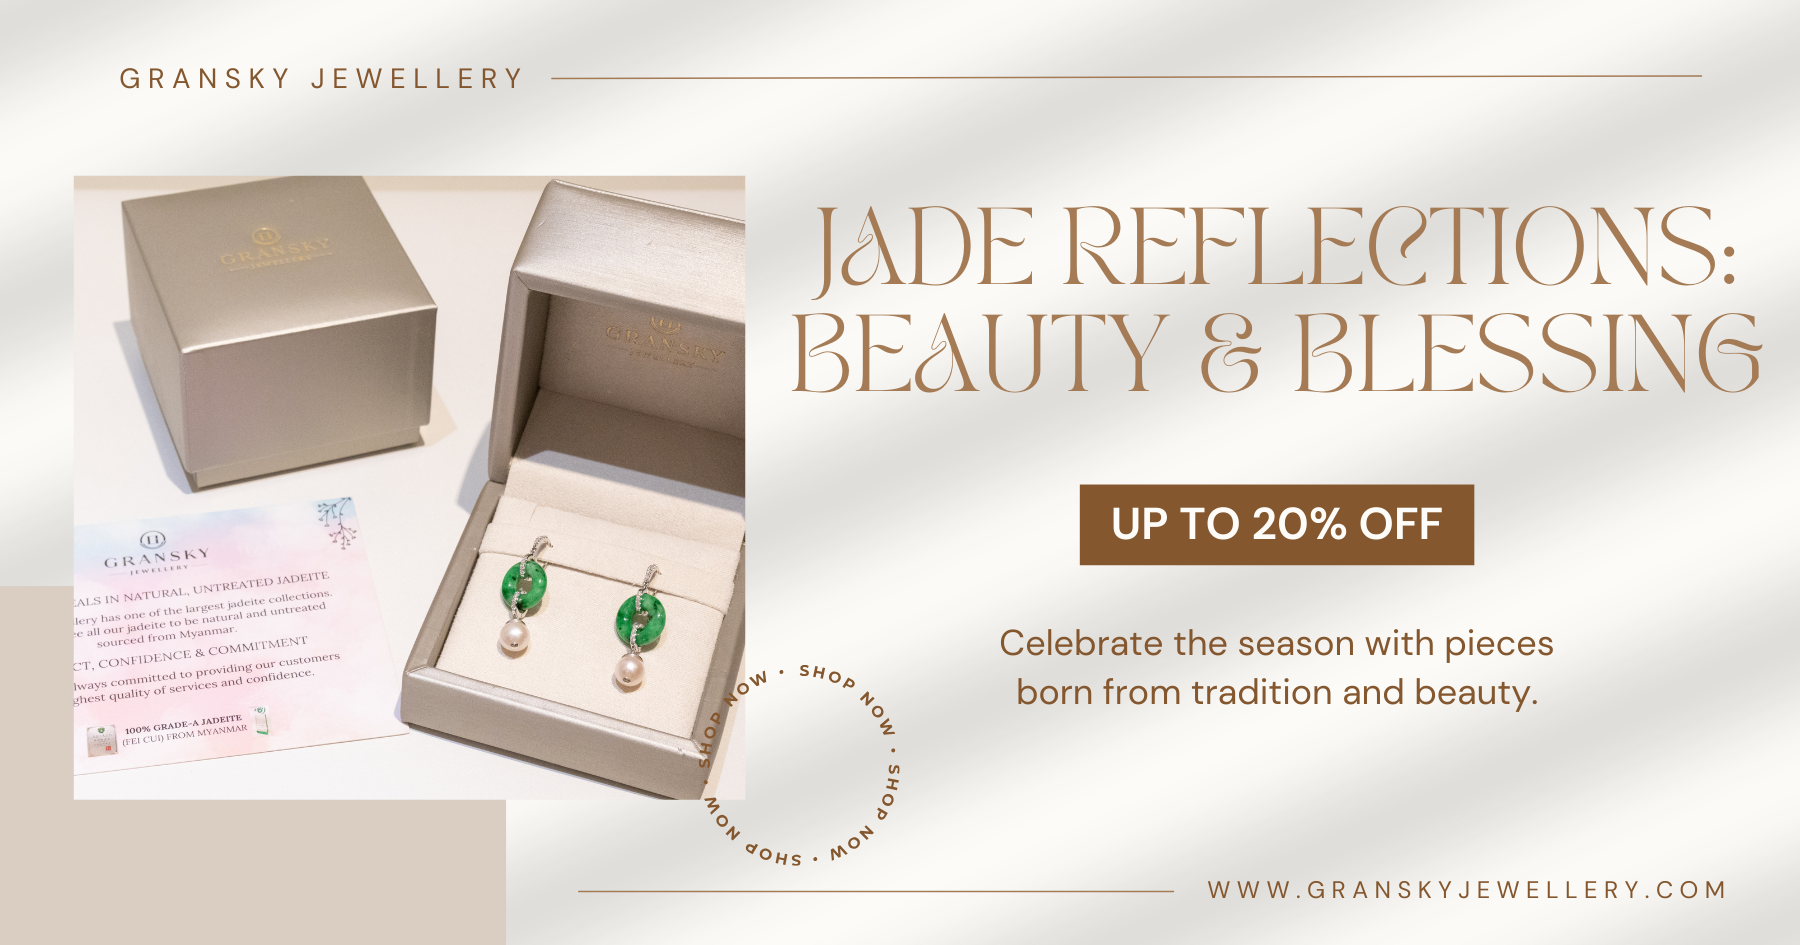 GRANSKY JEWELLERY
JADE REFLECTIONS:
BEAUTY & BLESSING
UP TO 20% OFF
Celebrate the season with pieces
born from tradition and beauty.
GRANSKY
JEWELLERY
GRANSKY
GRANSKY
JEWELLERY
EALS IN NATURAL, UNTREATED JADEITE
llery has one of the largest jadeite collections.
ee all our jadeite to be natural and untreated
sourced from Myanmar.
CT, CONFIDENCE & COMMITMENT
lways committed to providing our customers
ghest quality of services and confidence.
100% GRADE-A JADEITE
(FEI CUI) FROM MYANMAR
SHOP NOW • SHOP NOW • SHOP NOW • SHOP NOW •
WWW.GRANSKYJEWELLERY.COM